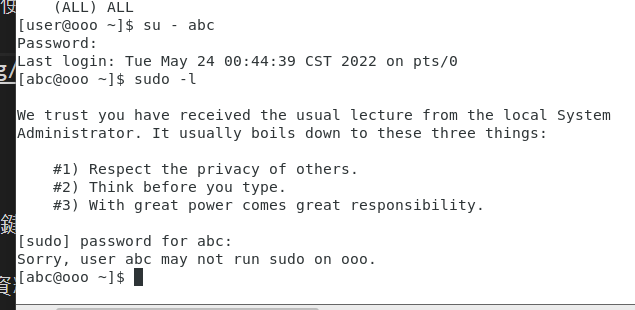 (ALL) ALL
[user@ooo ~]$ su - abc
Password:
Last login: Tue May 24 00:44:39 CST 2022 on pts/0
[abc@ooo ~]$ sudo -l
We trust you have received the usual lecture from the local System
Administrator. It usually boils down to these three things:
#1) Respect the privacy of others.
#2) Think before you type.
#3) With great power comes great responsibility.
[sudo] password for abc:
Sorry, user abc may not run sudo on ooo.
[abc@ooo ~]$
g/
鍵